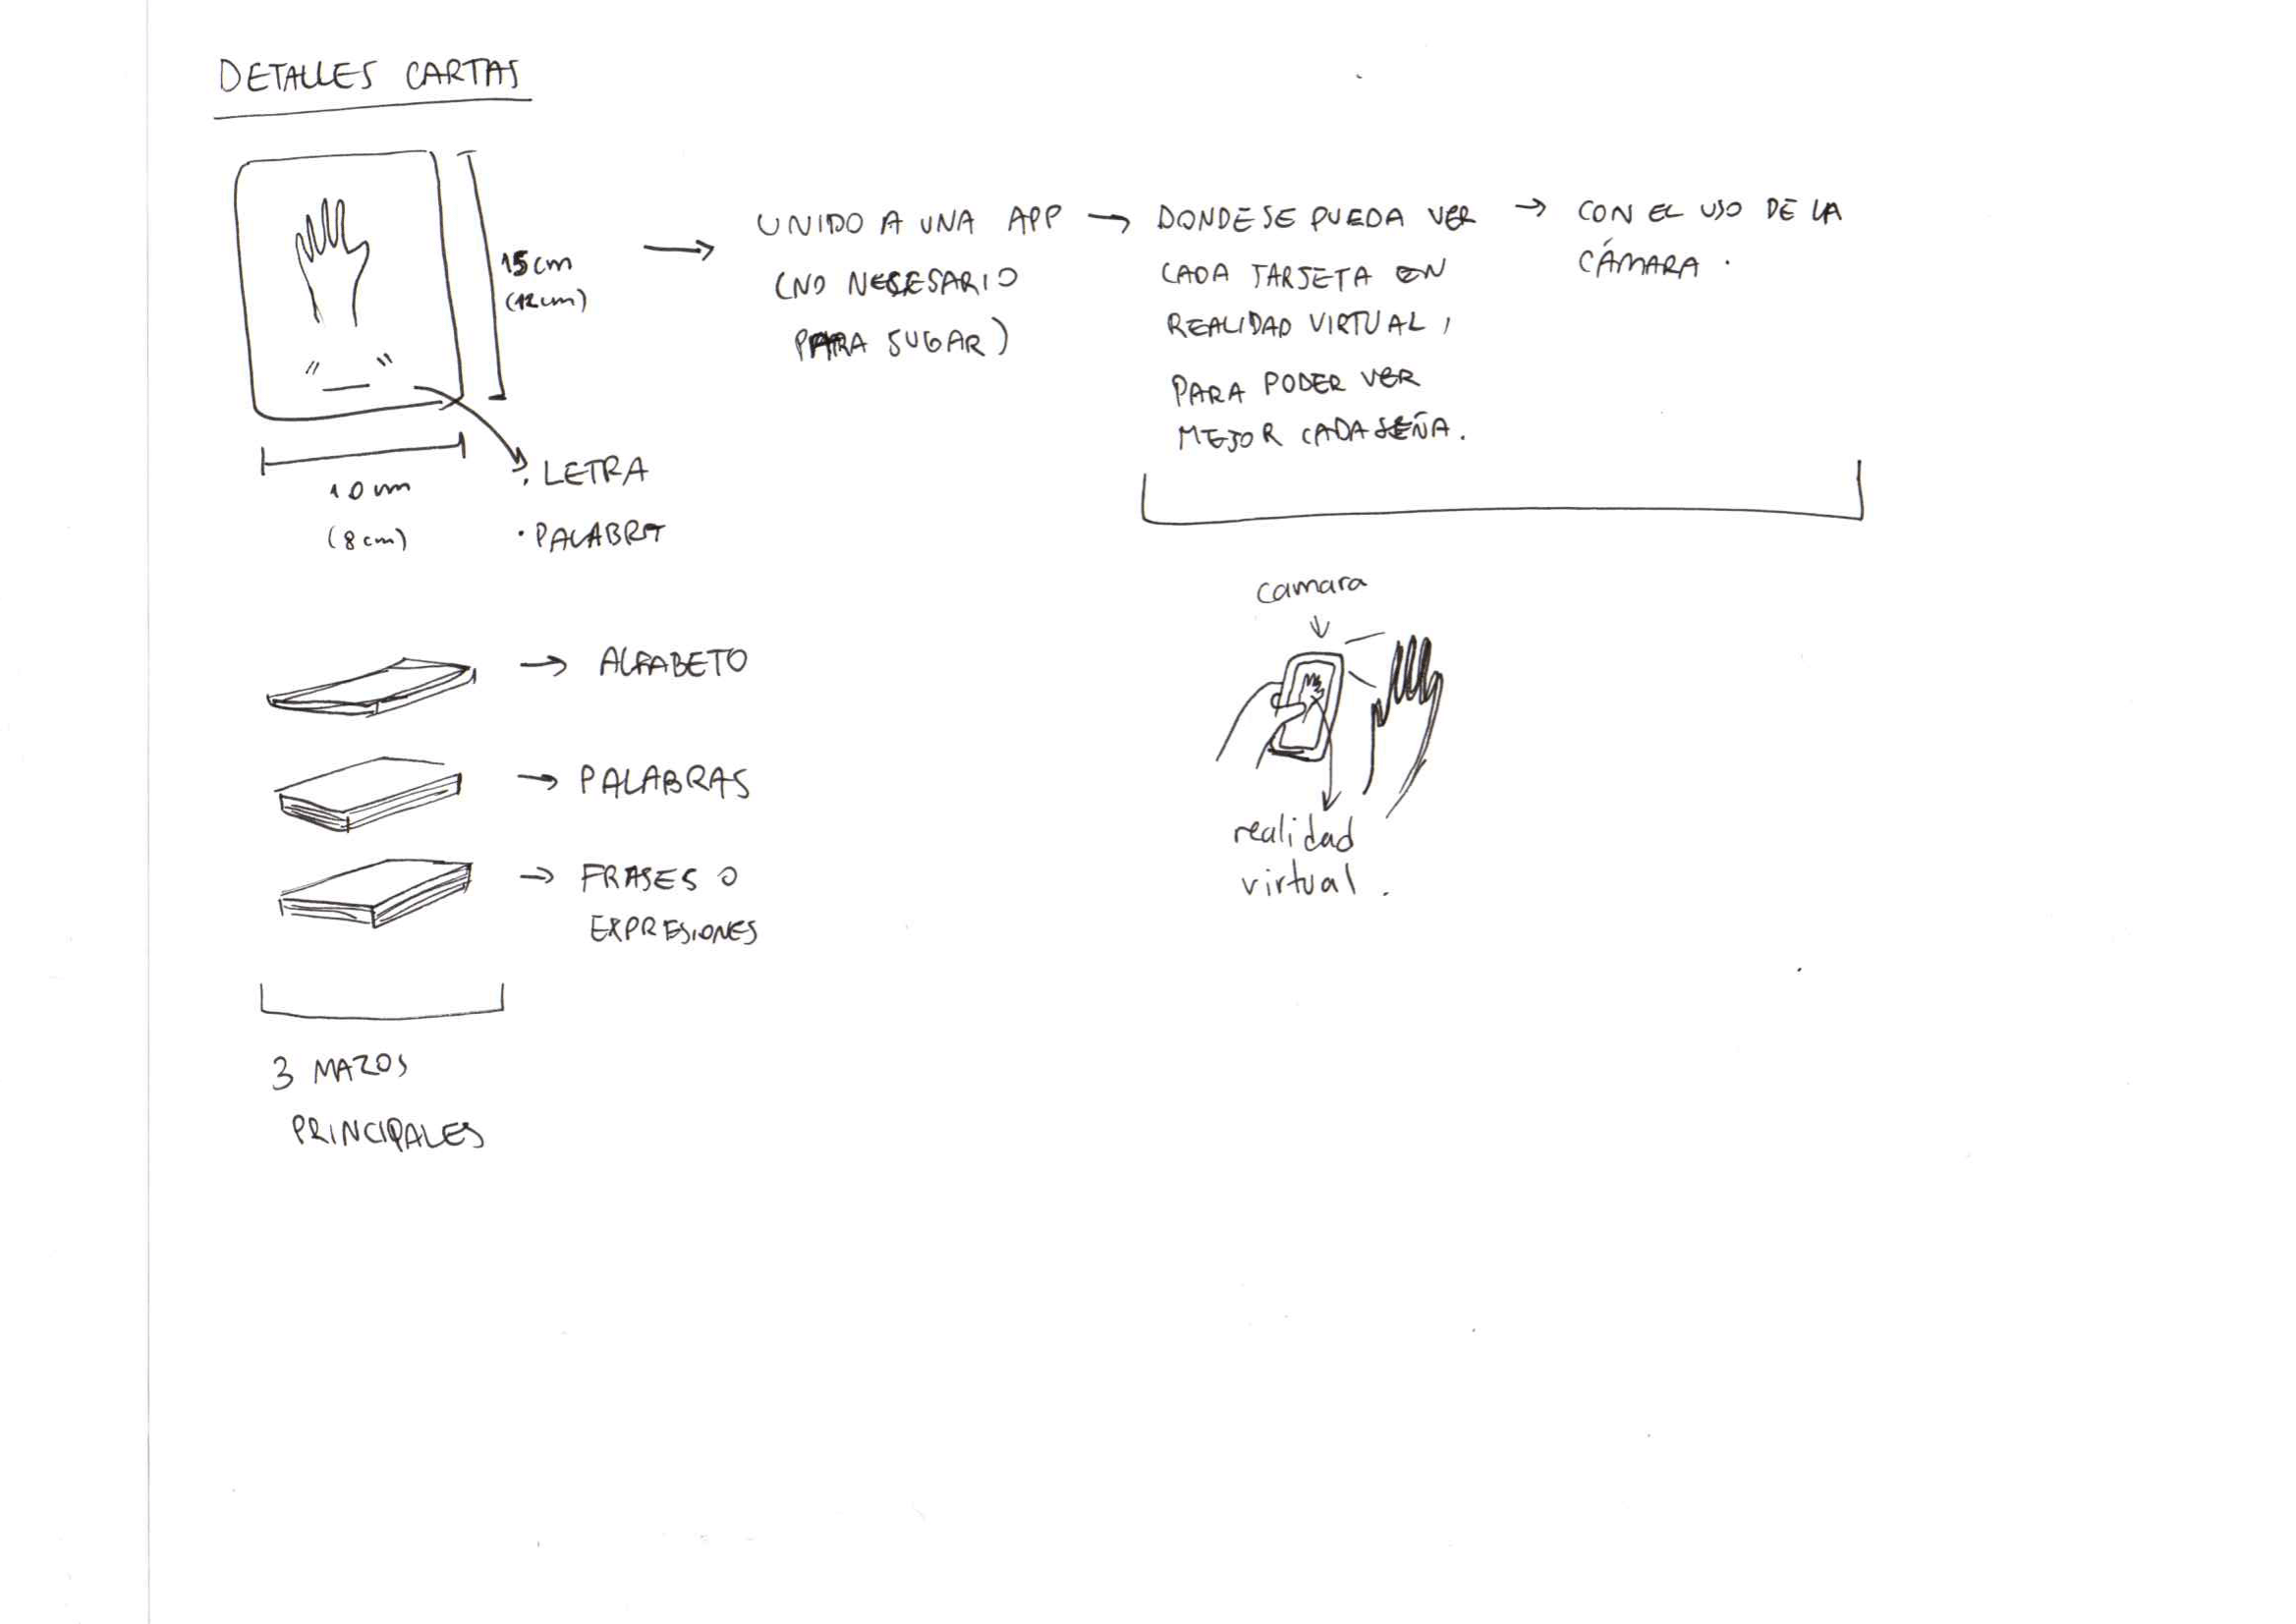 DETALLES CARTAS
15cm
(12cm)
10 cm
(8cm)
" "
. LETRA
· PALABRA
UNIDO A UNA APP
(NO NECESARIO
PARA JUGAR)
DONDE SE PUEDA VER
CADA TARJETA EN
REALIDAD VIRTUAL,
PARA PODER VER
MEJOR CADA SEÑA.
CON EL USO DE LA
CÁMARA.
camara
realidad
virtual.
ALFABETO
PALABRAS
FRASES O
EXPRESIONES
3 MAZOS
PRINCIPALES